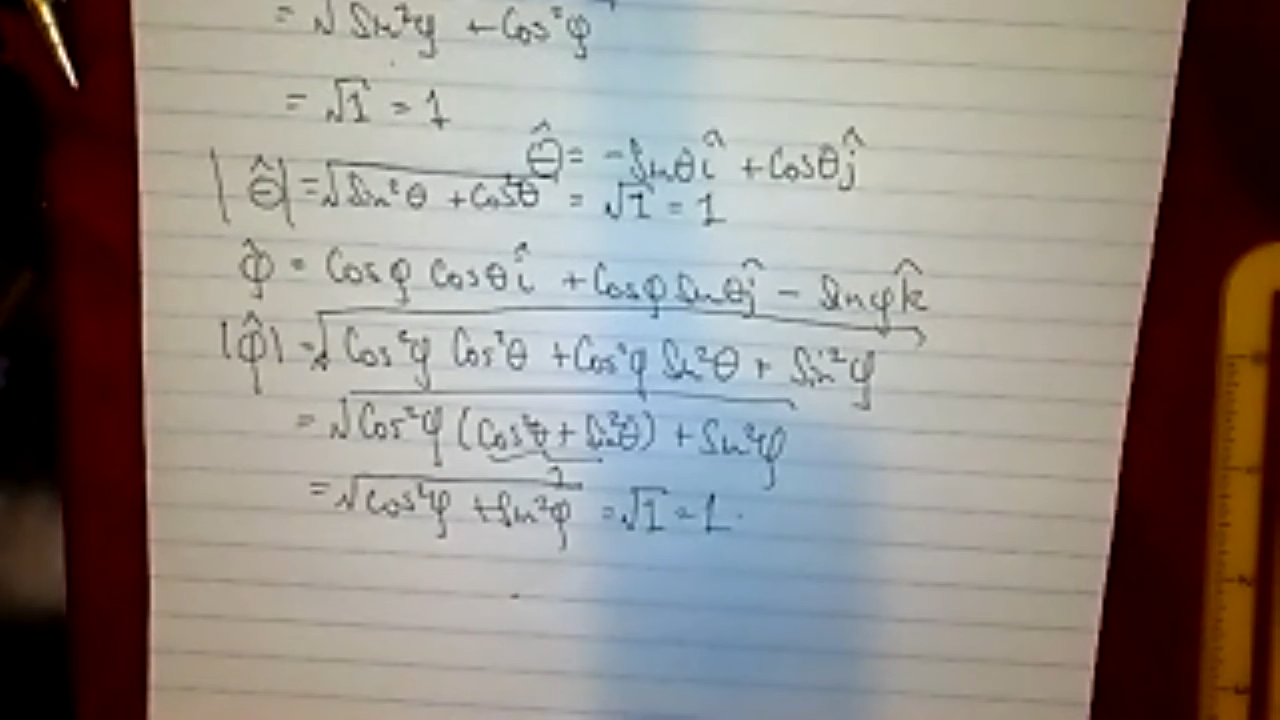 = √Sin²φ + Cos²φ
= √1 = 1
θ̂ = -Sinθ î + Cosθ ĵ
|θ̂| = √Sin²θ + Cos²θ = √1 = 1
φ̂ = Cosφ Cosθ î + Cosφ Sinθ ĵ - Sinφ k̂
|φ̂| = √Cos²φ Cos²θ + Cos²φ Sin²θ + Sin²φ
= √Cos²φ (Cos²θ + Sin²θ) + Sin²φ
1
= √Cos²φ + Sin²φ = √1 = 1.